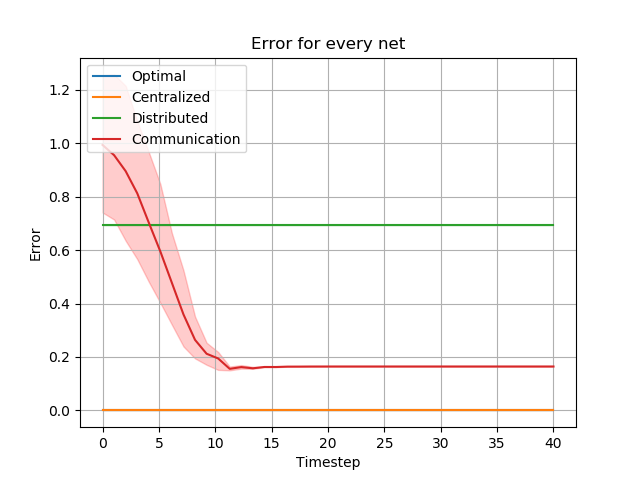 Error for every net
Optimal
Centralized
Distributed
Communication
1.2
1.0
0.8
0.6
0.4
0.2
0.0
Error
0 5 10 15 20 25 30 35 40
Timestep